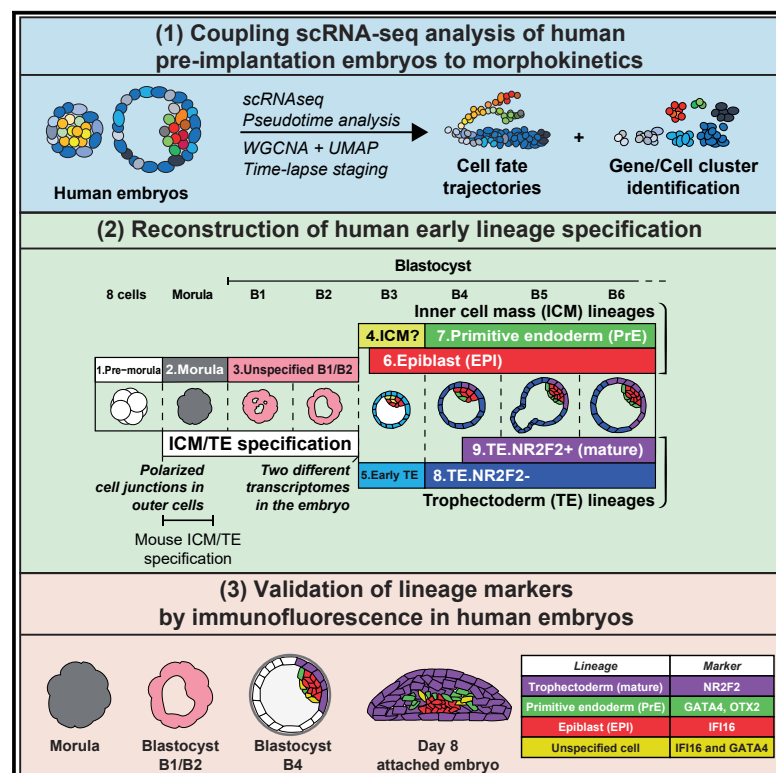 (1) Coupling scRNA-seq analysis of human
pre-implantation embryos to morphokinetics
scRNAseq
Pseudotime analysis
WGCNA + UMAP
Time-lapse staging
Human embryos
Cell fate
trajectories
+
Gene/Cell cluster
identification
(2) Reconstruction of human early lineage specification
Blastocyst
8 cells Morula B1 B2 B3 B4 B5 B6
Inner cell mass (ICM) lineages
4.ICM? 7.Primitive endoderm (PrE)
6.Epiblast (EPI)
1.Pre-morula 2.Morula 3.Unspecified B1/B2
ICM/TE specification
9.TE.NR2F2+ (mature)
5.Early TE 8.TE.NR2F2-
Trophectoderm (TE) lineages
Polarized
cell junctions in
outer cells
Two different
transcriptomes
in the embryo
Mouse ICM/TE
specification
(3) Validation of lineage markers
by immunofluorescence in human embryos
Morula
Blastocyst
B1/B2
Blastocyst
B4
Day 8
attached embryo
Lineage Marker
Trophectoderm (mature) NR2F2
Primitive endoderm (PrE) GATA4, OTX2
Epiblast (EPI) IFI16
Unspecified cell IFI16 and GATA4